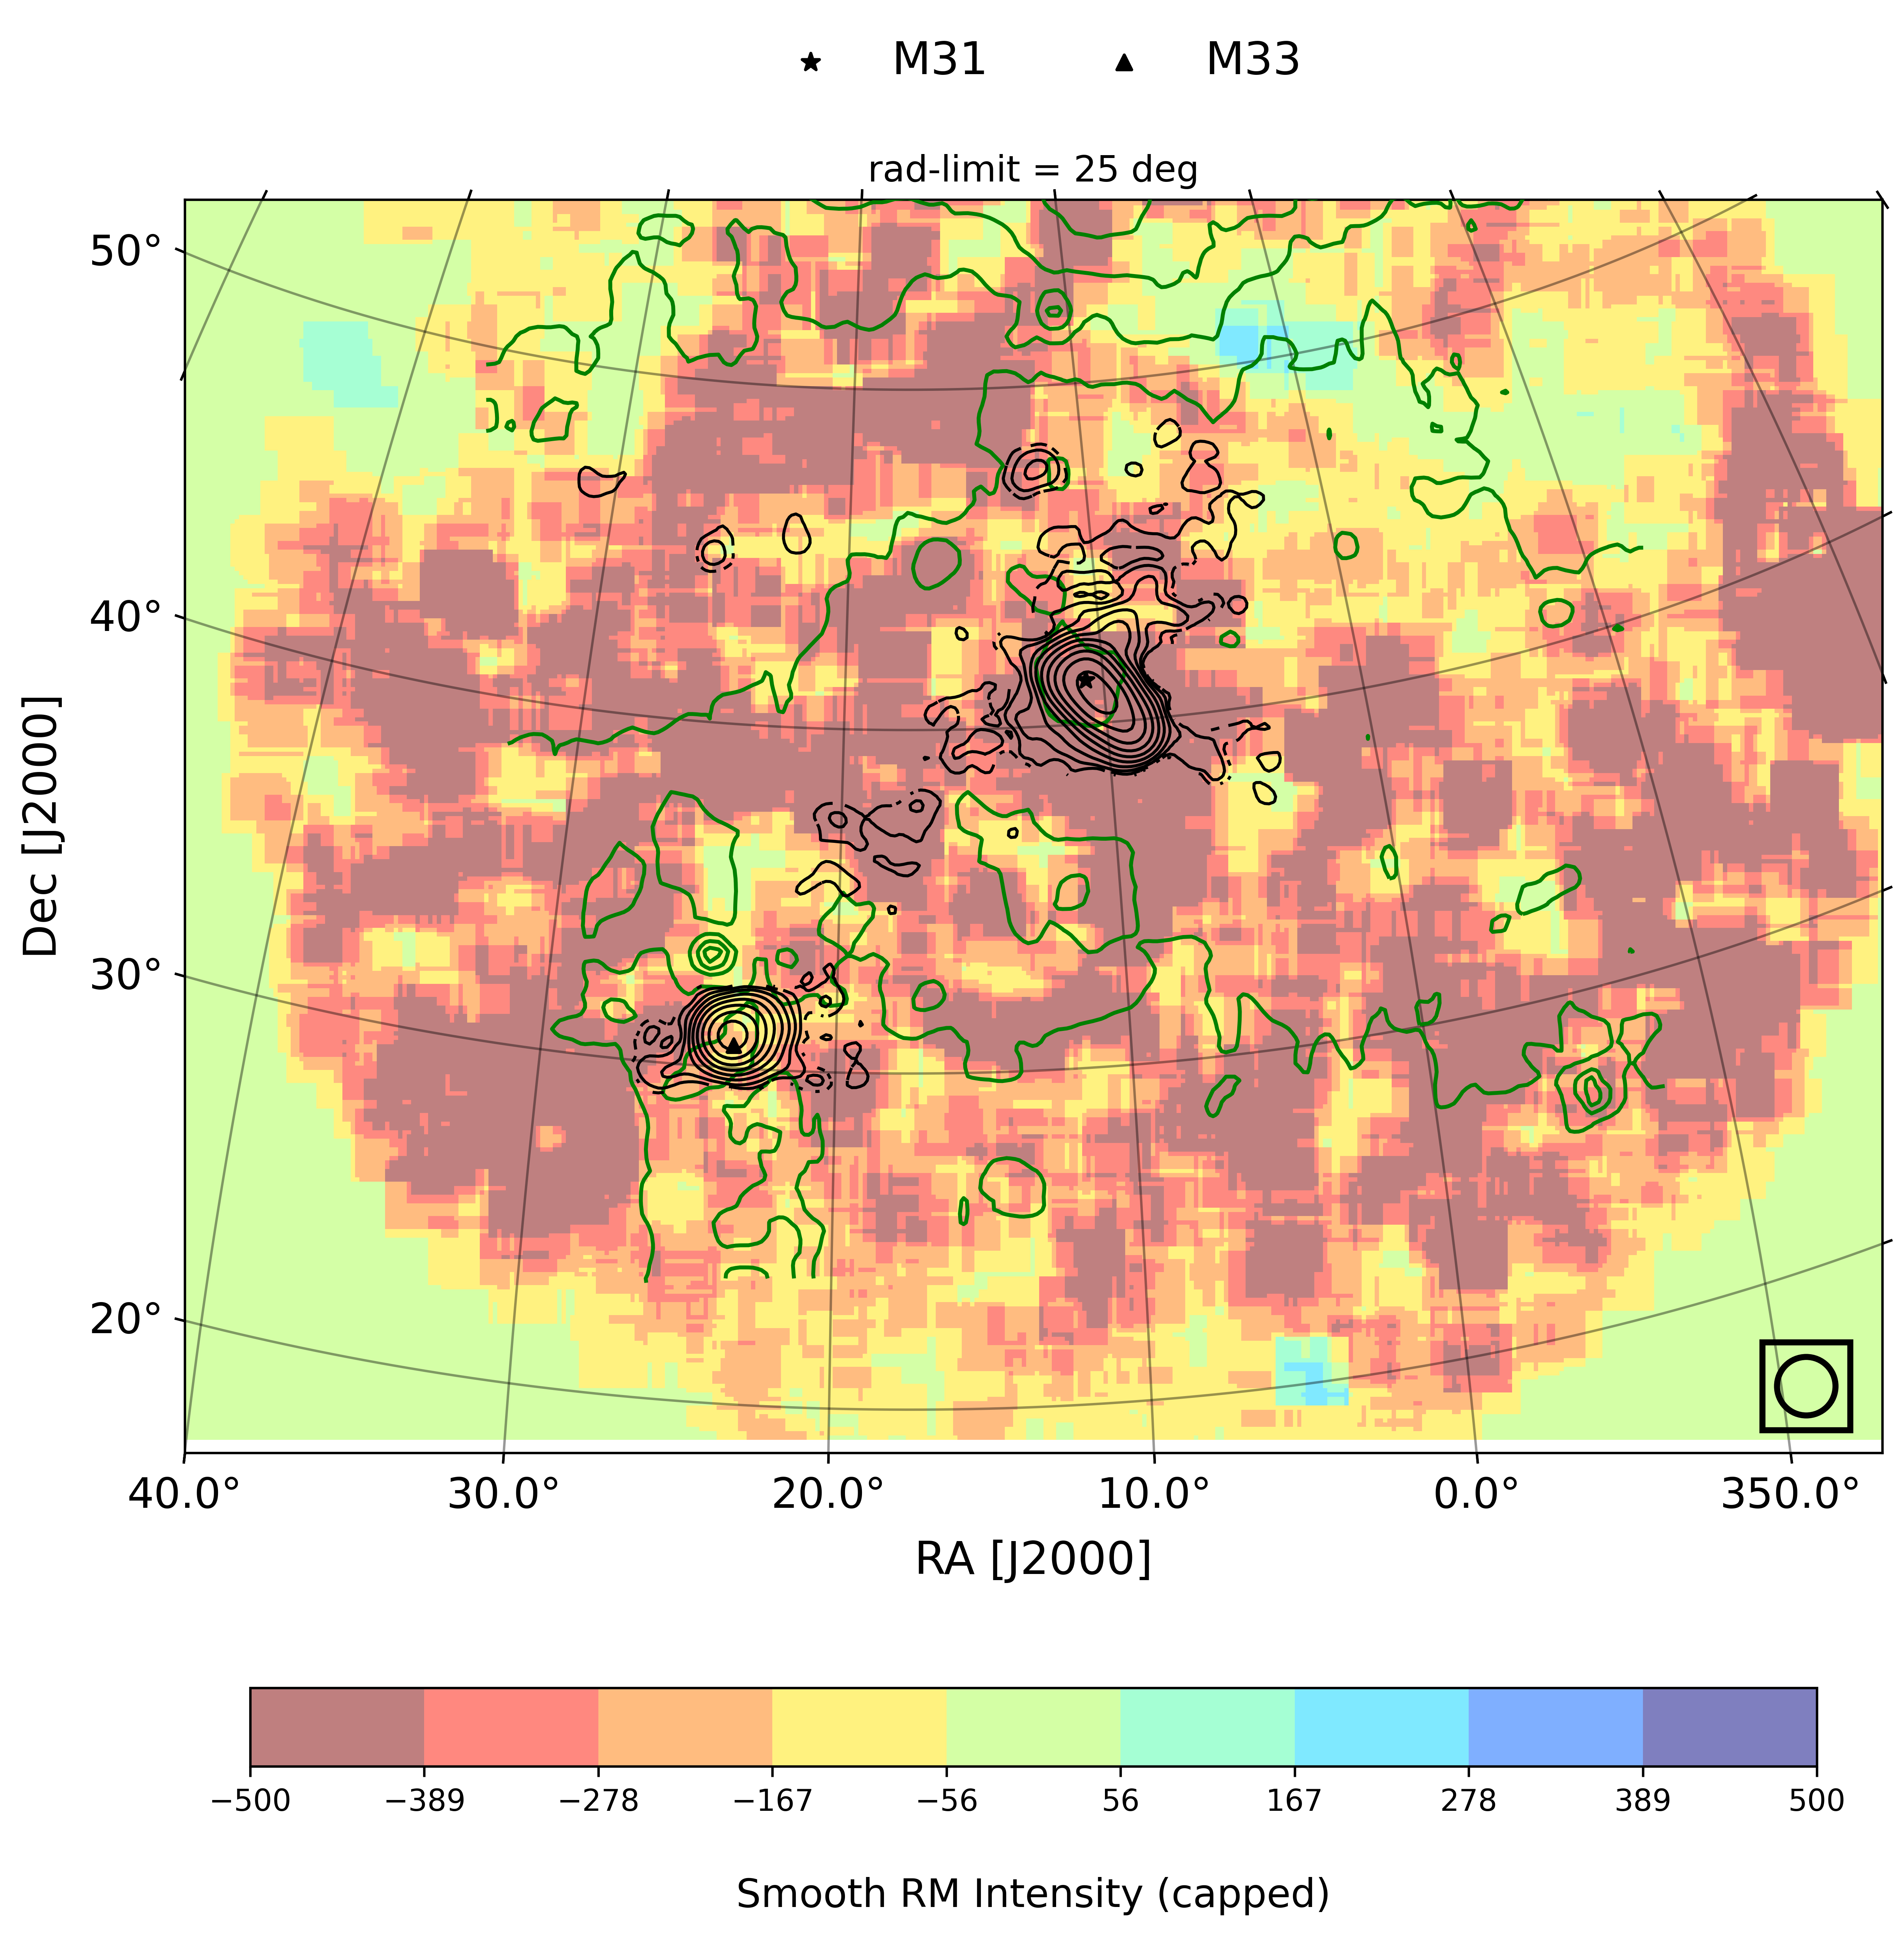 M31 M33
rad-limit = 25 deg
50°
40°
30°
20°
Dec [J2000]
40.0° 30.0° 20.0° 10.0° 0.0° 350.0°
RA [J2000]
−500 −389 −278 −167 −56 56 167 278 389 500
Smooth RM Intensity (capped)